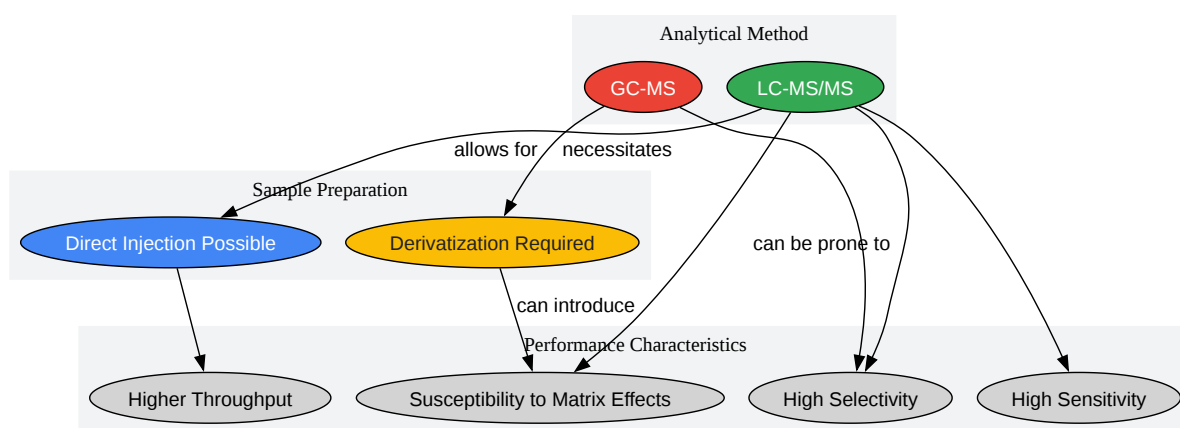 Analytical Method
GC-MS
LC-MS/MS
allows for
necessitates
Sample Preparation
Direct Injection Possible
Derivatization Required
can be prone to
can introduce
Performance Characteristics
Higher Throughput
Susceptibility to Matrix Effects
High Selectivity
High Sensitivity